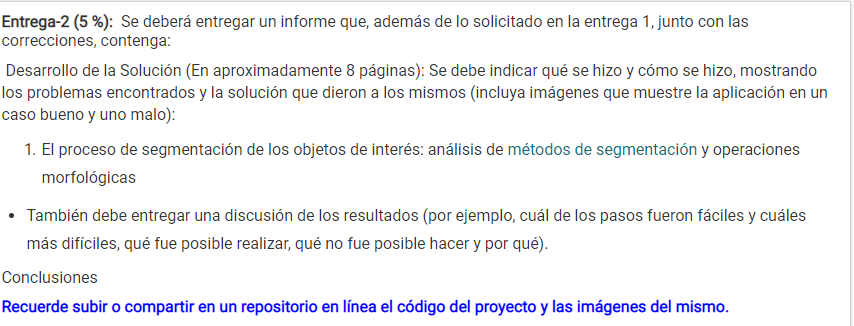 Entrega-2 (5 %): Se deberá entregar un informe que, además de lo solicitado en la entrega 1, junto con las
correcciones, contenga:
Desarrollo de la Solución (En aproximadamente 8 páginas): Se debe indicar qué se hizo y cómo se hizo, mostrando
los problemas encontrados y la solución que dieron a los mismos (incluya imágenes que muestre la aplicación en un
caso bueno y uno malo):
1. El proceso de segmentación de los objetos de interés: análisis de métodos de segmentación y operaciones
morfológicas
• También debe entregar una discusión de los resultados (por ejemplo, cuál de los pasos fueron fáciles y cuáles
más difíciles, qué fue posible realizar, qué no fue posible hacer y por qué).
Conclusiones
Recuerde subir o compartir en un repositorio en línea el código del proyecto y las imágenes del mismo.